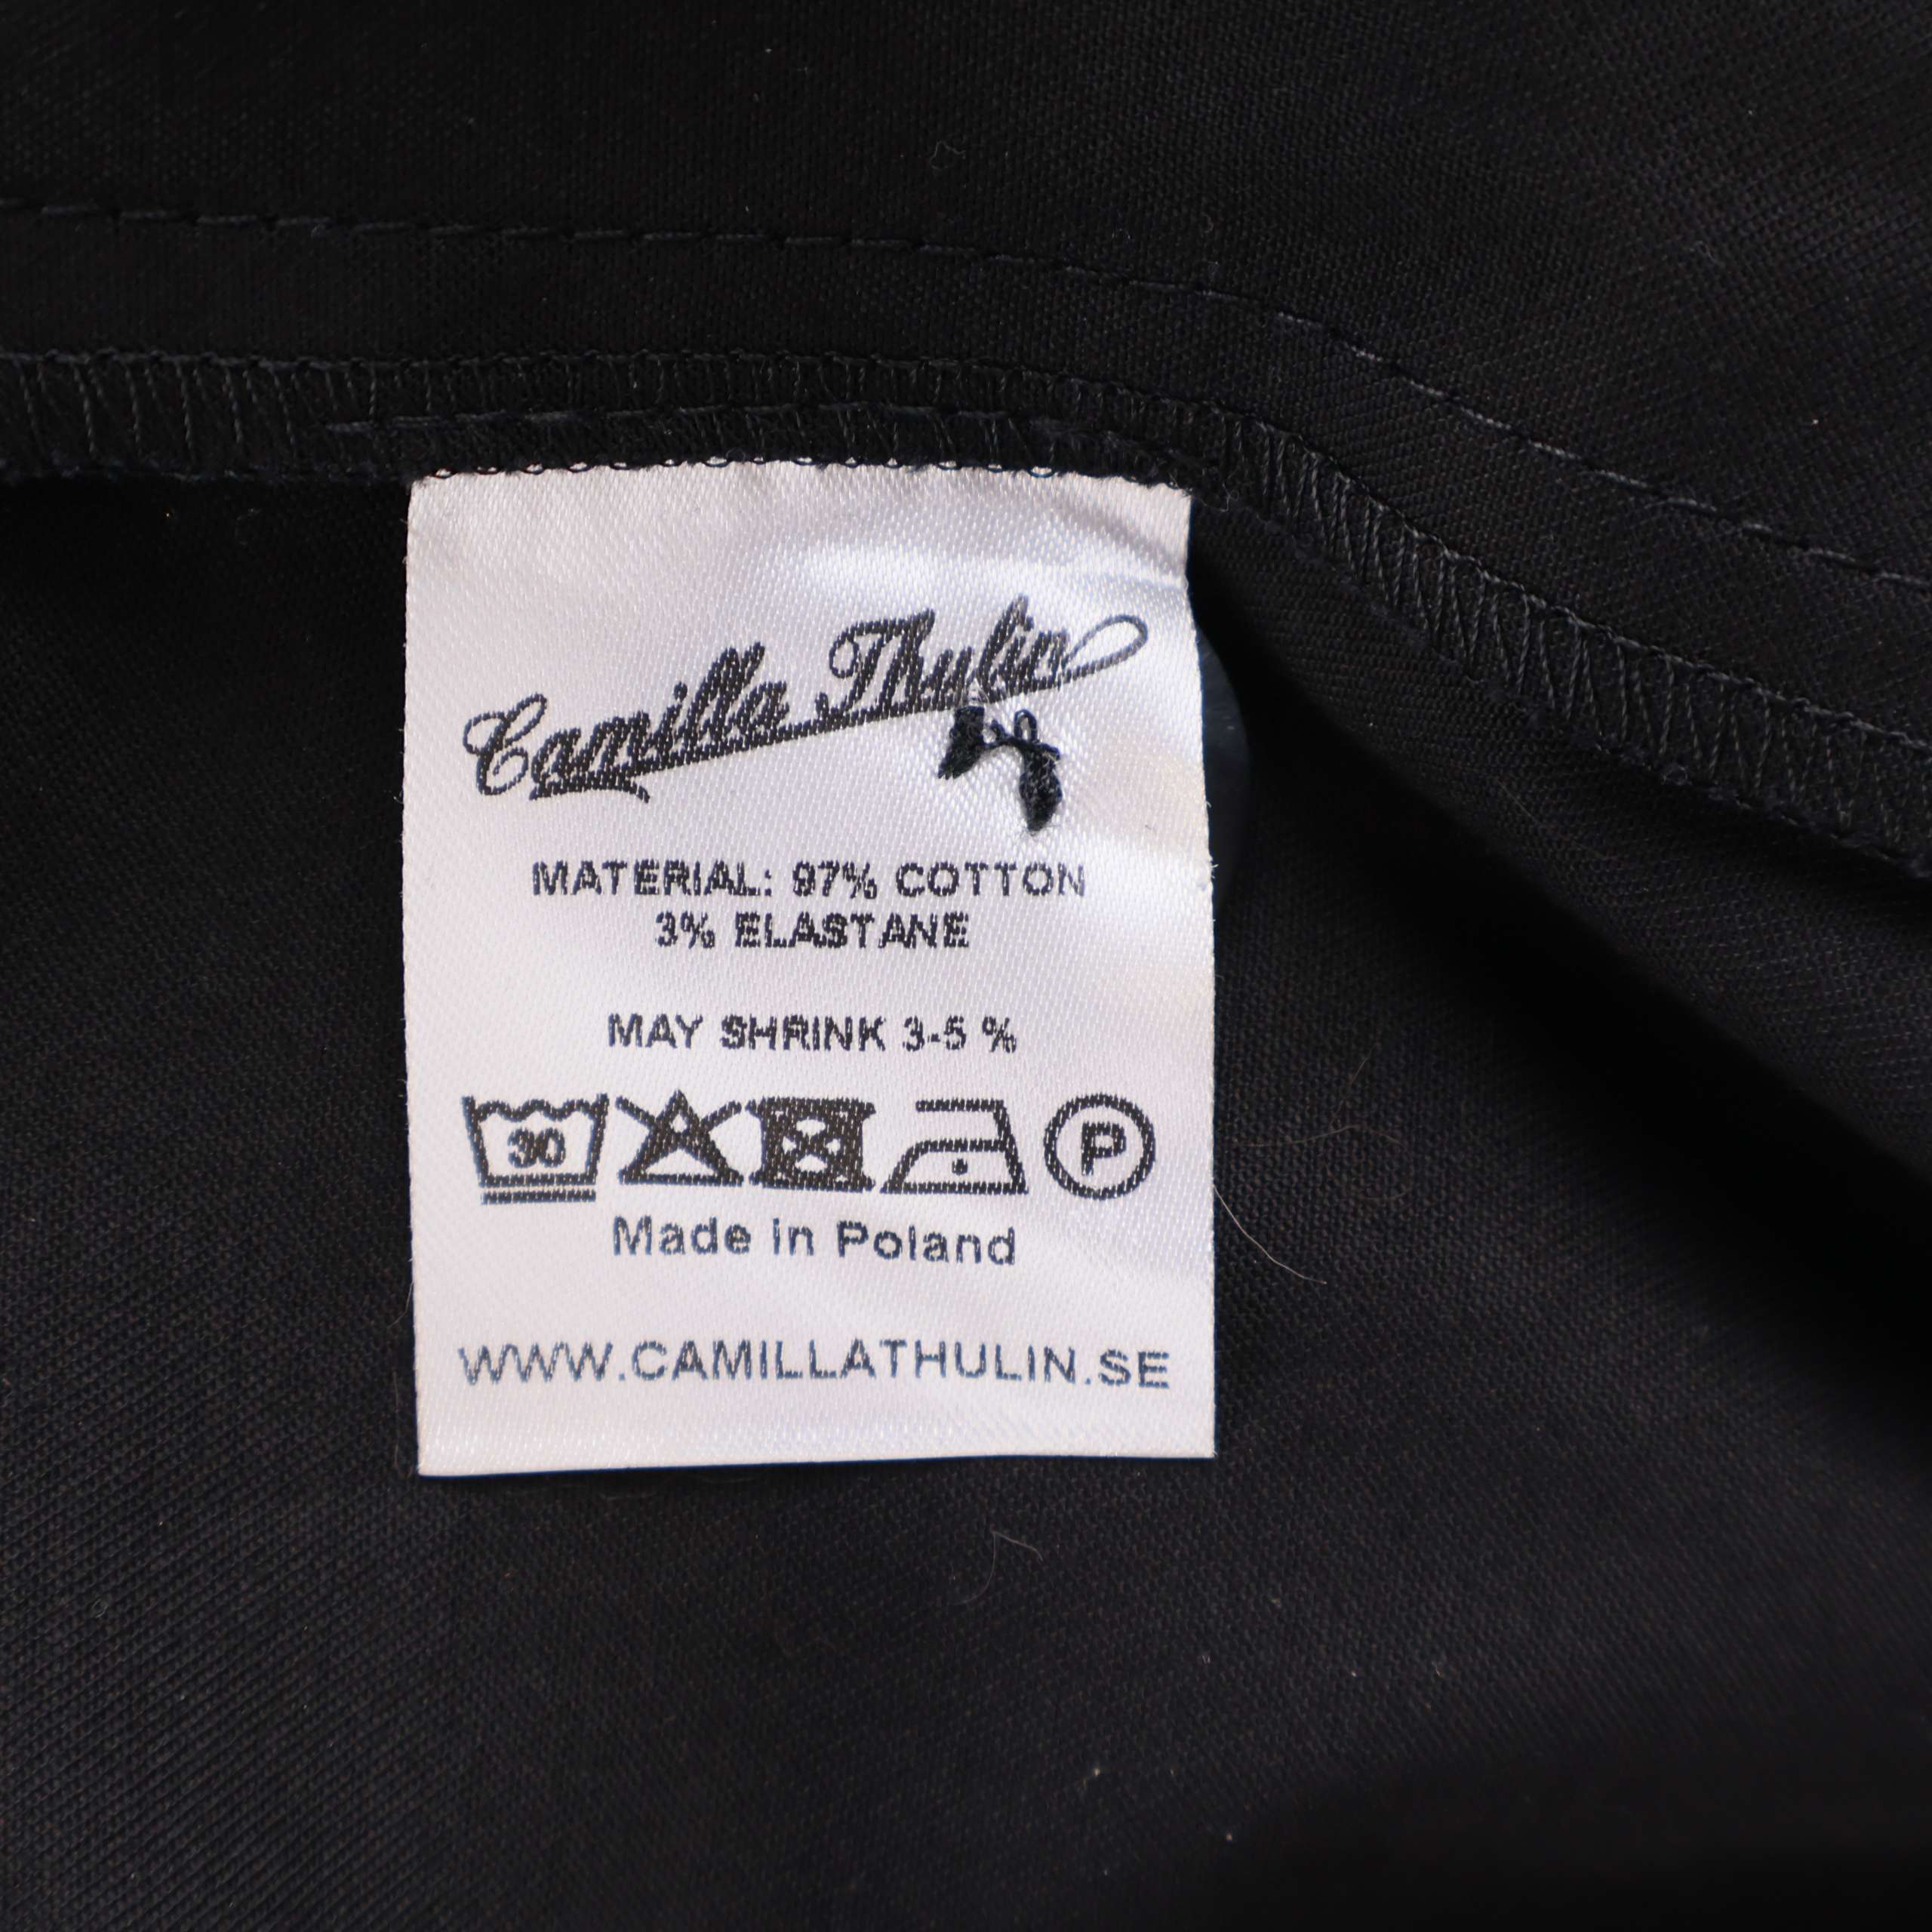 Camilla Thulin
MATERIAL: 97% COTTON
3% ELASTANE
MAY SHRINK 3-5 %
30 P
Made in Poland
WWW.CAMILLATHULIN.SE